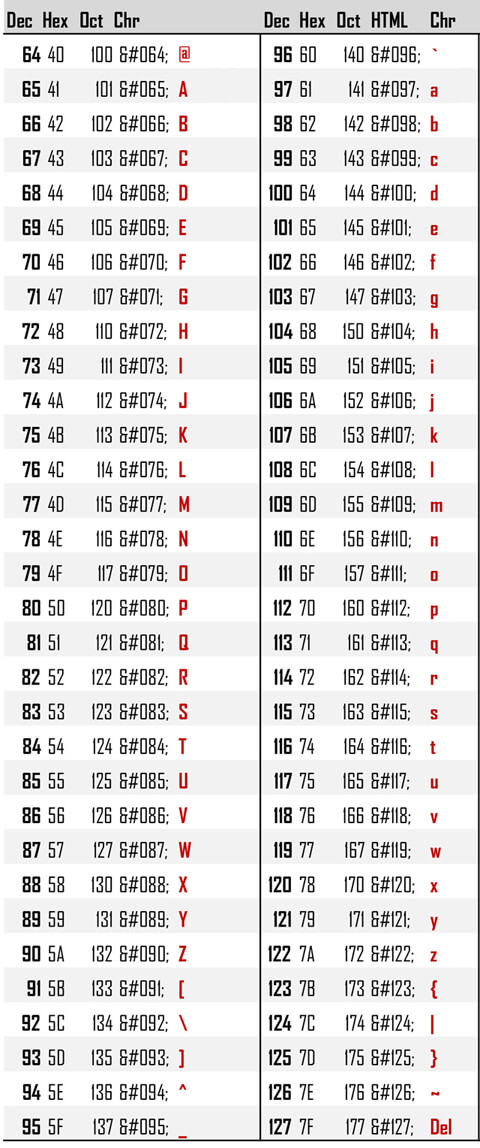 Dec Hex Oct Chr Dec Hex Oct HTML Chr
64 40 100 &#064; @ 96 60 140 &#096; `
65 41 101 &#065; A 97 61 141 &#097; a
66 42 102 &#066; B 98 62 142 &#098; b
67 43 103 &#067; C 99 63 143 &#099; c
68 44 104 &#068; D 100 64 144 &#100; d
69 45 105 &#069; E 101 65 145 &#101; e
70 46 106 &#070; F 102 66 146 &#102; f
71 47 107 &#071; G 103 67 147 &#103; g
72 48 110 &#072; H 104 68 150 &#104; h
73 49 111 &#073; I 105 69 151 &#105; i
74 4A 112 &#074; J 106 6A 152 &#106; j
75 4B 113 &#075; K 107 6B 153 &#107; k
76 4C 114 &#076; L 108 6C 154 &#108; l
77 4D 115 &#077; M 109 6D 155 &#109; m
78 4E 116 &#078; N 110 6E 156 &#110; n
79 4F 117 &#079; O 111 6F 157 &#111; o
80 50 120 &#080; P 112 70 160 &#112; p
81 51 121 &#081; Q 113 71 161 &#113; q
82 52 122 &#082; R 114 72 162 &#114; r
83 53 123 &#083; S 115 73 163 &#115; s
84 54 124 &#084; T 116 74 164 &#116; t
85 55 125 &#085; U 117 75 165 &#117; u
86 56 126 &#086; V 118 76 166 &#118; v
87 57 127 &#087; W 119 77 167 &#119; w
88 58 130 &#088; X 120 78 170 &#120; x
89 59 131 &#089; Y 121 79 171 &#121; y
90 5A 132 &#090; Z 122 7A 172 &#122; z
91 5B 133 &#091; [ 123 7B 173 &#123; {
92 5C 134 &#092; \ 124 7C 174 &#124; |
93 5D 135 &#093; ] 125 7D 175 &#125; }
94 5E 136 &#094; ^ 126 7E 176 &#126; ~
95 5F 137 &#095; _ 127 7F 177 &#127; Del